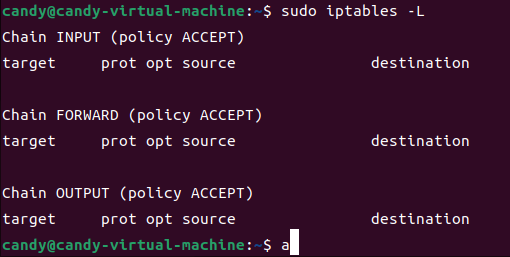 candy@candy-virtual-machine:~$ sudo iptables -L
Chain INPUT (policy ACCEPT)
target     prot opt source               destination

Chain FORWARD (policy ACCEPT)
target     prot opt source               destination

Chain OUTPUT (policy ACCEPT)
target     prot opt source               destination
candy@candy-virtual-machine:~$ a